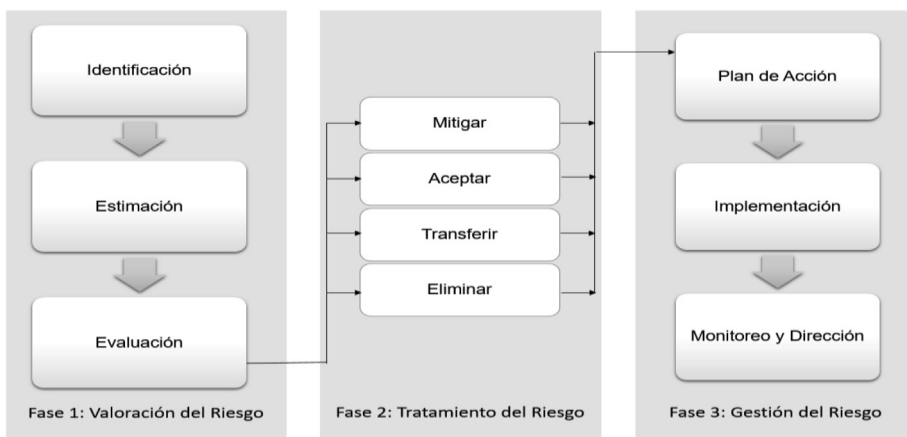 Identificación
Estimación
Evaluación
Fase 1: Valoración del Riesgo
Mitigar
Aceptar
Transferir
Eliminar
Fase 2: Tratamiento del Riesgo
Plan de Acción
Implementación
Monitoreo y Dirección
Fase 3: Gestión del Riesgo